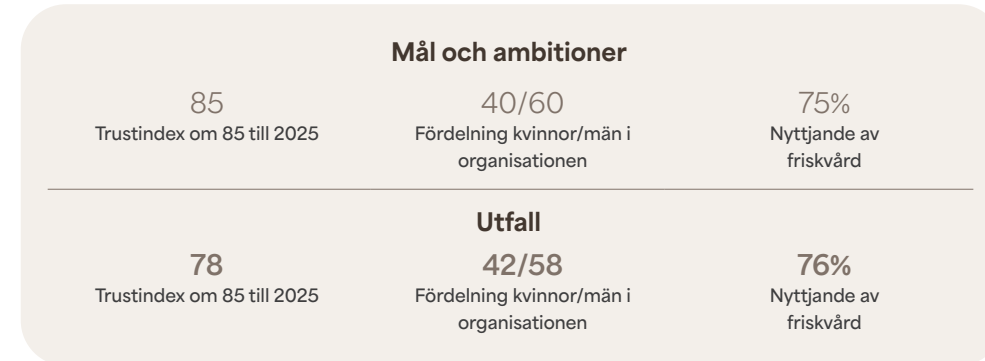 Mål och ambitioner
85
Trustindex om 85 till 2025
40/60
Fördelning kvinnor/män i
organisationen
75%
Nyttjande av
friskvård
Utfall
78
Trustindex om 85 till 2025
42/58
Fördelning kvinnor/män i
organisationen
76%
Nyttjande av
friskvård